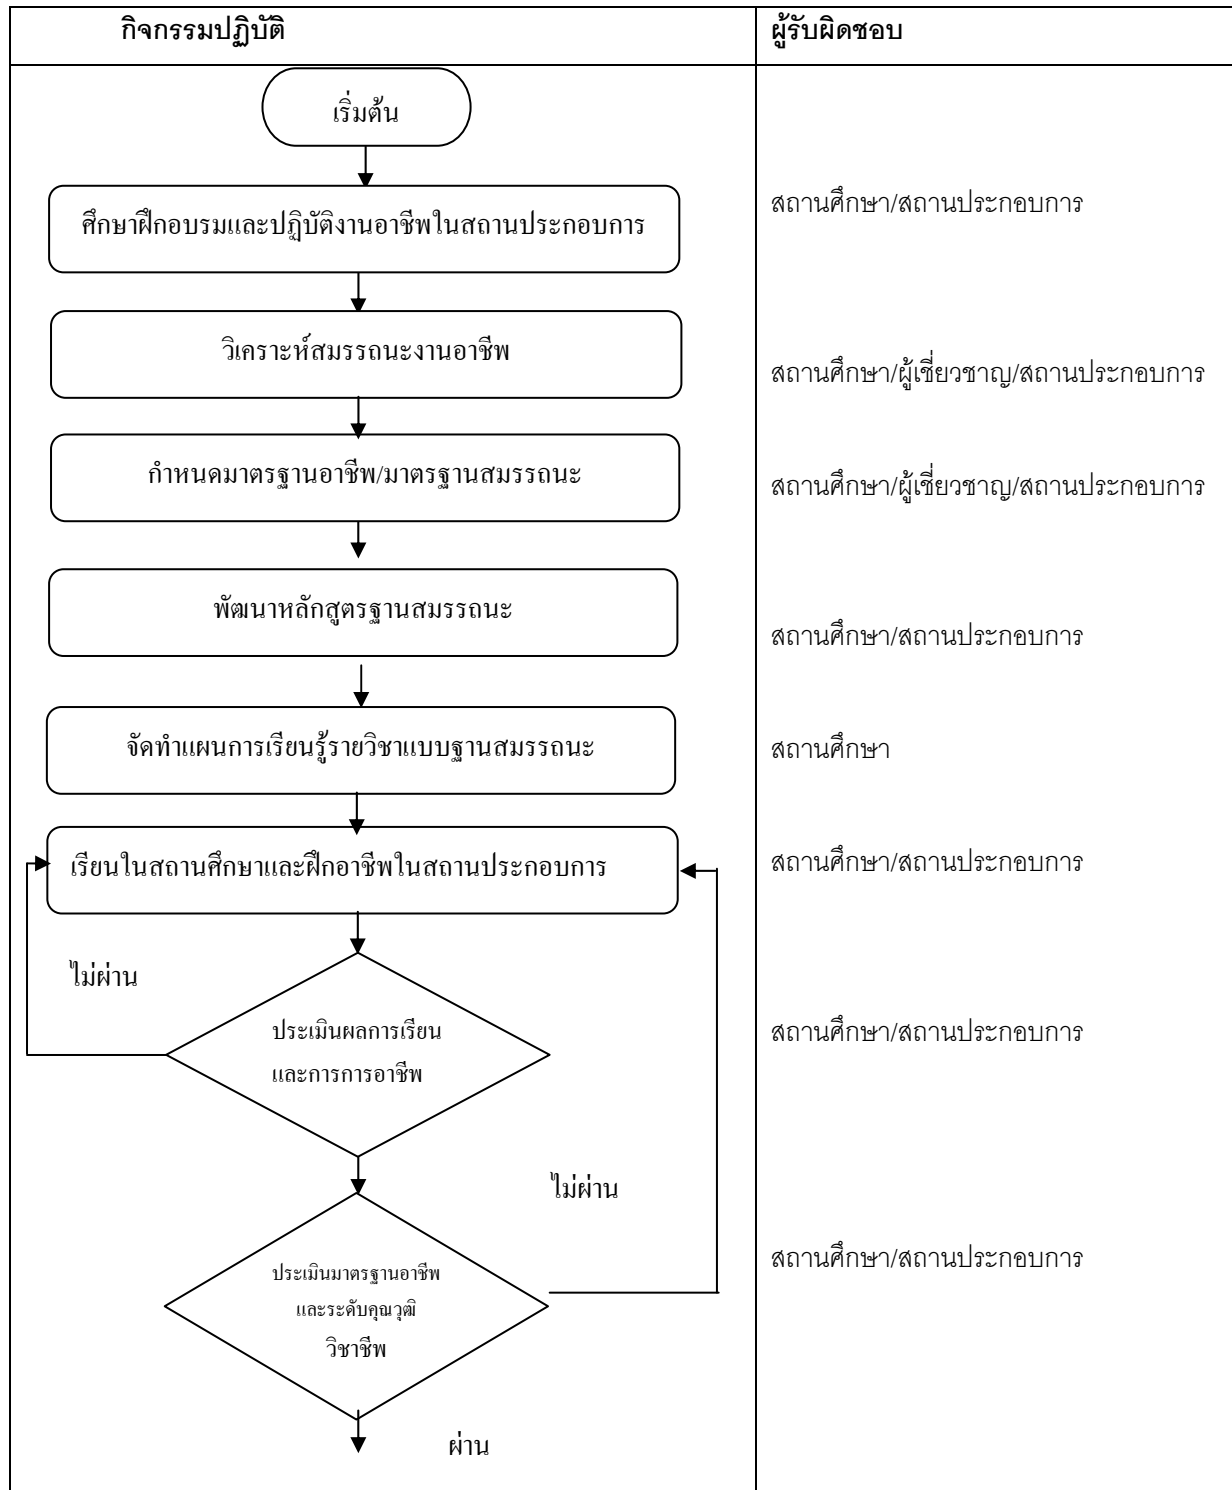 กิจกรรมปฏิบัติ
ผู้รับผิดชอบ
เริ่มต้น
ศึกษาฝึกอบรมและปฏิบัติงานอาชีพในสถานประกอบการ
สถานศึกษา/สถานประกอบการ
วิเคราะห์สมรรถนะงานอาชีพ
สถานศึกษา/ผู้เชี่ยวชาญ/สถานประกอบการ
กำหนดมาตรฐานอาชีพ/มาตรฐานสมรรถนะ
สถานศึกษา/ผู้เชี่ยวชาญ/สถานประกอบการ
พัฒนาหลักสูตรฐานสมรรถนะ
สถานศึกษา/สถานประกอบการ
จัดทำแผนการเรียนรู้รายวิชาแบบฐานสมรรถนะ
สถานศึกษา
เรียนในสถานศึกษาและฝึกอาชีพในสถานประกอบการ
สถานศึกษา/สถานประกอบการ
ไม่ผ่าน
ประเมินผลการเรียน
และการการอาชีพ
สถานศึกษา/สถานประกอบการ
ไม่ผ่าน
ประเมินมาตรฐานอาชีพ
และระดับคุณวุฒิ
วิชาชีพ
สถานศึกษา/สถานประกอบการ
ผ่าน